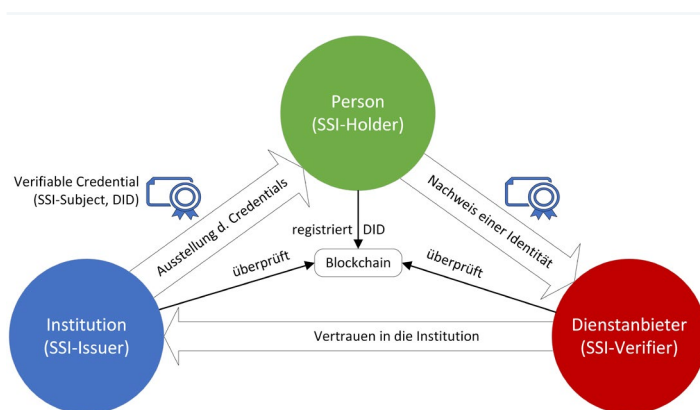 Person
(SSI-Holder)
Verifiable Credential
(SSI-Subject, DID)
Ausstellung d. Credentials
Nachweis einer Identität
registriert DID
überprüft
Blockchain
überprüft
Institution
(SSI-Issuer)
Vertrauen in die Institution
Dienstanbieter
(SSI-Verifier)